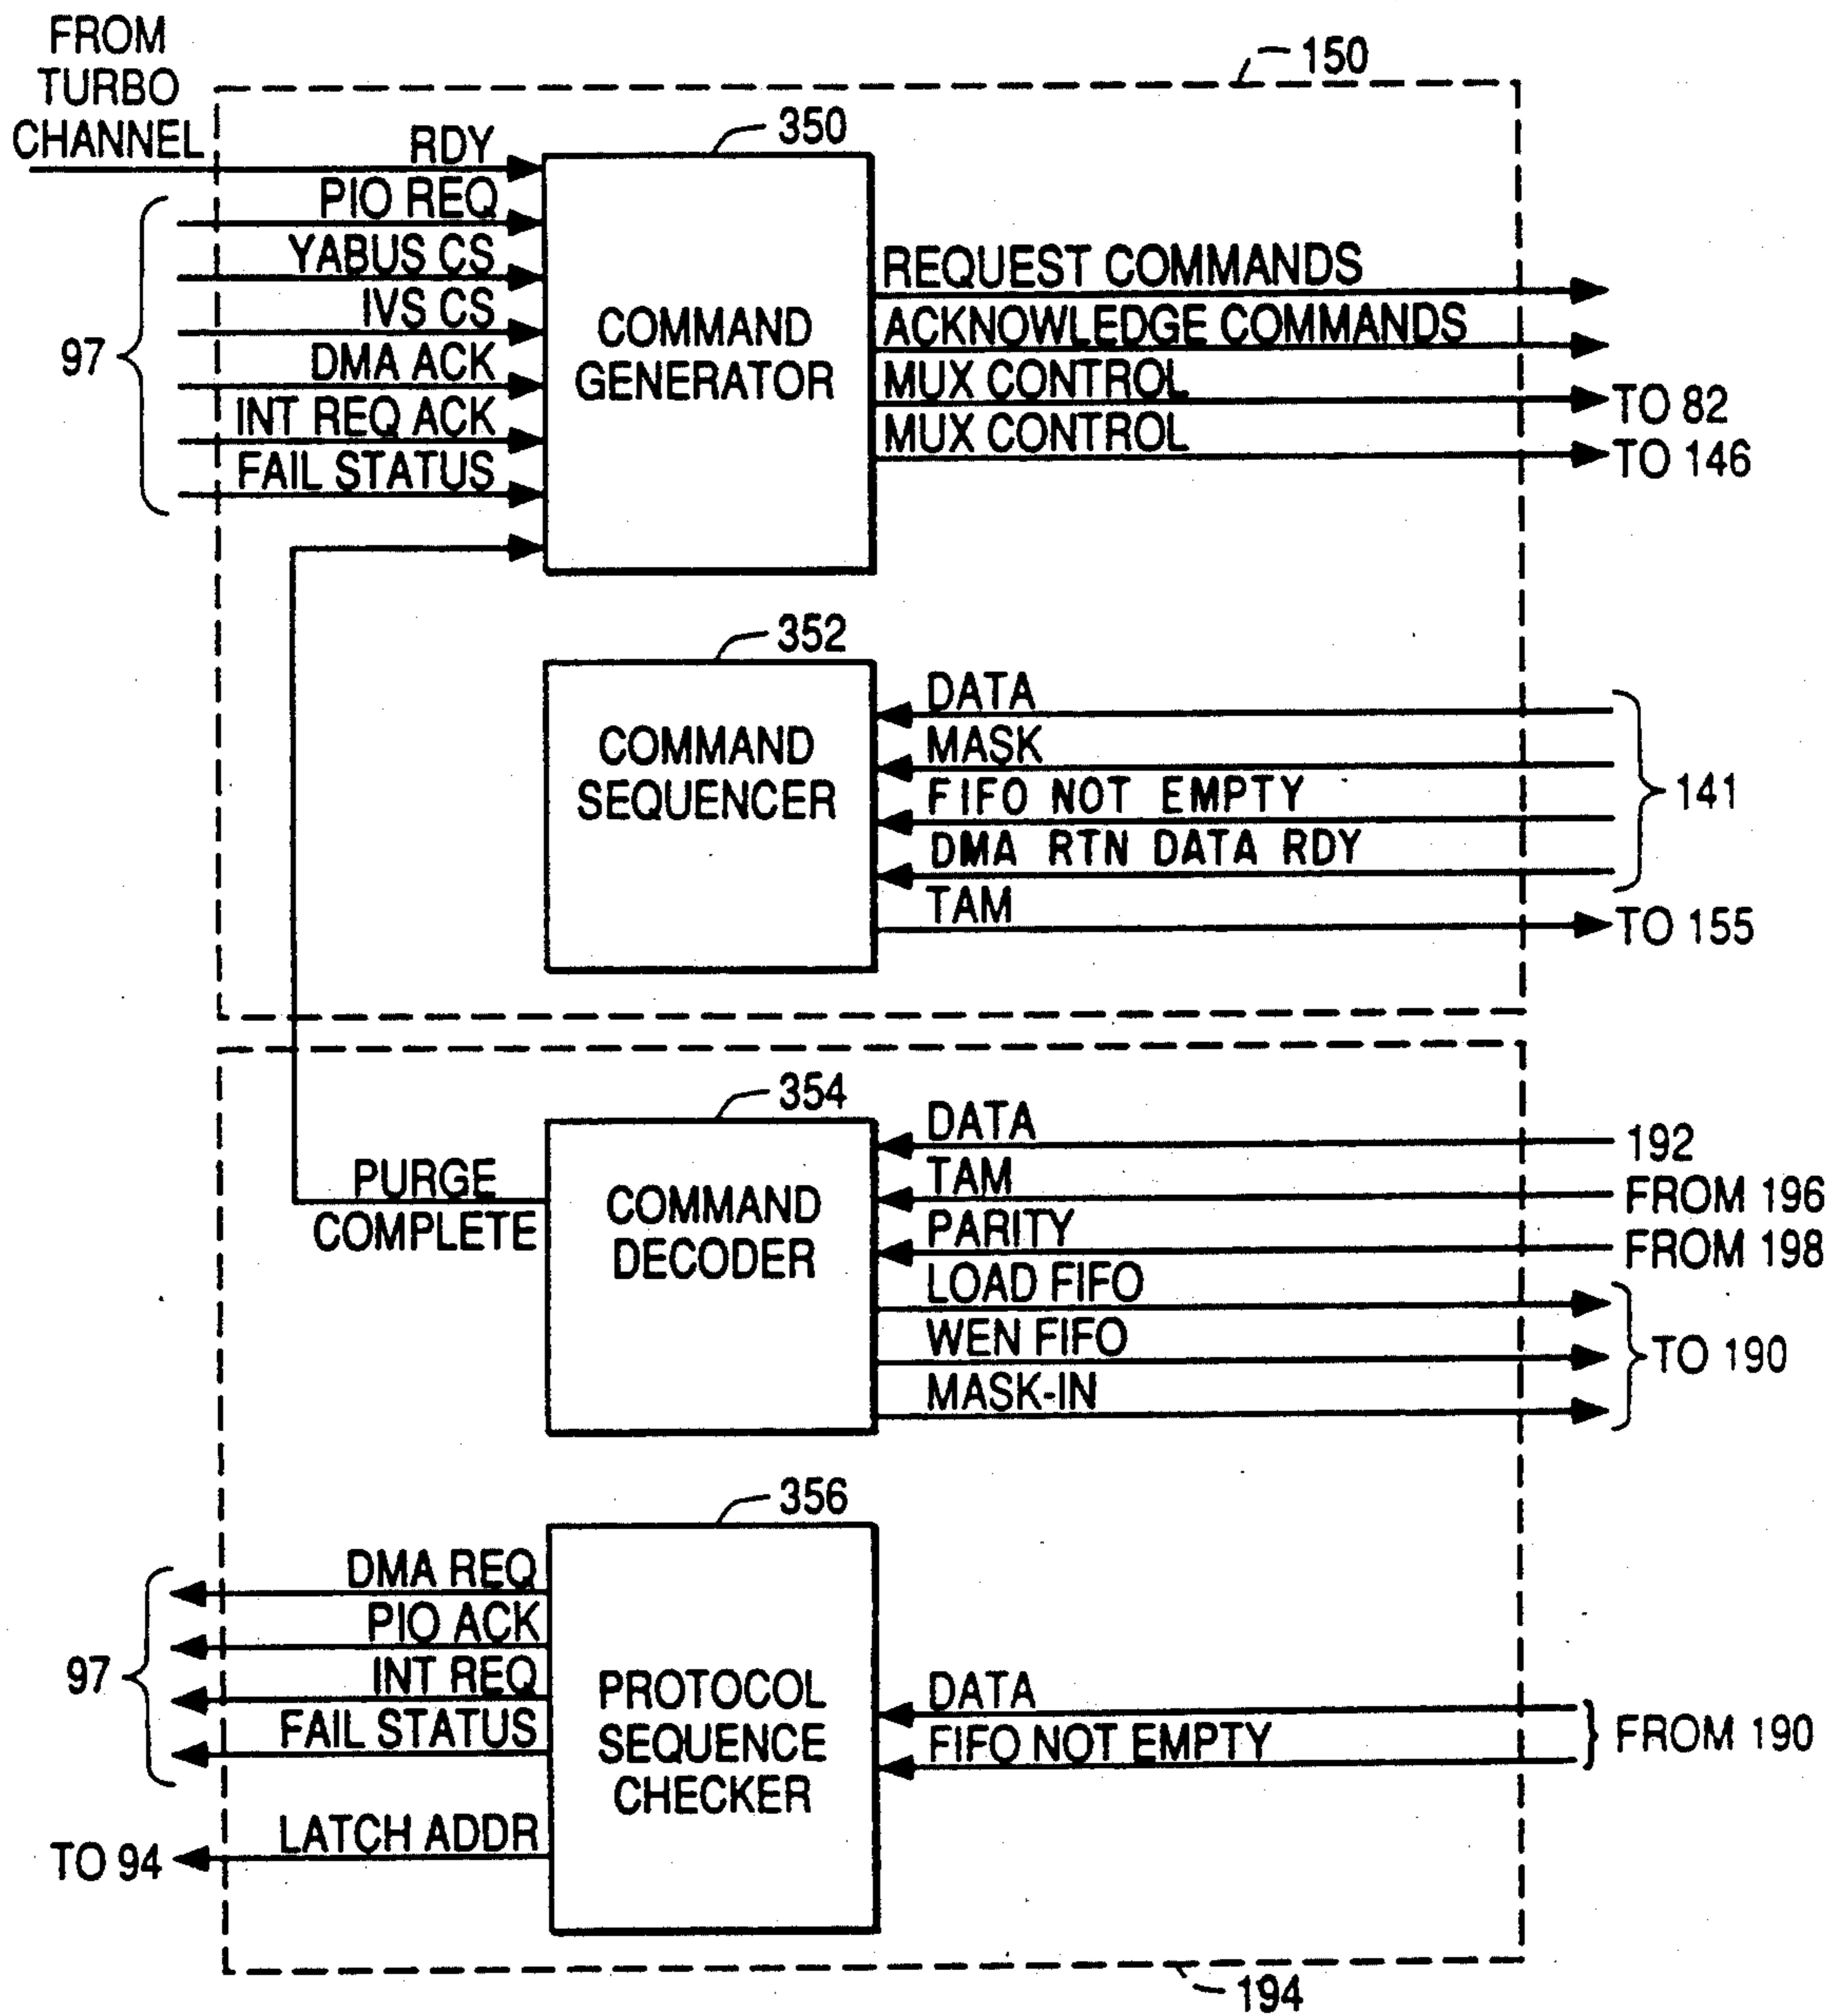 FROM
TURBO
CHANNEL
150
350
RDY
PIO REQ
YABUS CS
IVS CS
DMA ACK
INT REQ ACK
FAIL STATUS
97
COMMAND
GENERATOR
REQUEST COMMANDS
ACKNOWLEDGE COMMANDS
MUX CONTROL
TO 82
MUX CONTROL
TO 146
352
COMMAND
SEQUENCER
DATA
MASK
FIFO NOT EMPTY
DMA RTN DATA RDY
141
TAM
TO 155
354
PURGE
COMPLETE
COMMAND
DECODER
DATA
192
TAM
FROM 196
PARITY
FROM 198
LOAD FIFO
WEN FIFO
MASK-IN
TO 190
356
DMA REQ
PIO ACK
INT REQ
FAIL STATUS
97
LATCH ADDR
TO 94
PROTOCOL
SEQUENCE
CHECKER
DATA
FIFO NOT EMPTY
FROM 190
194